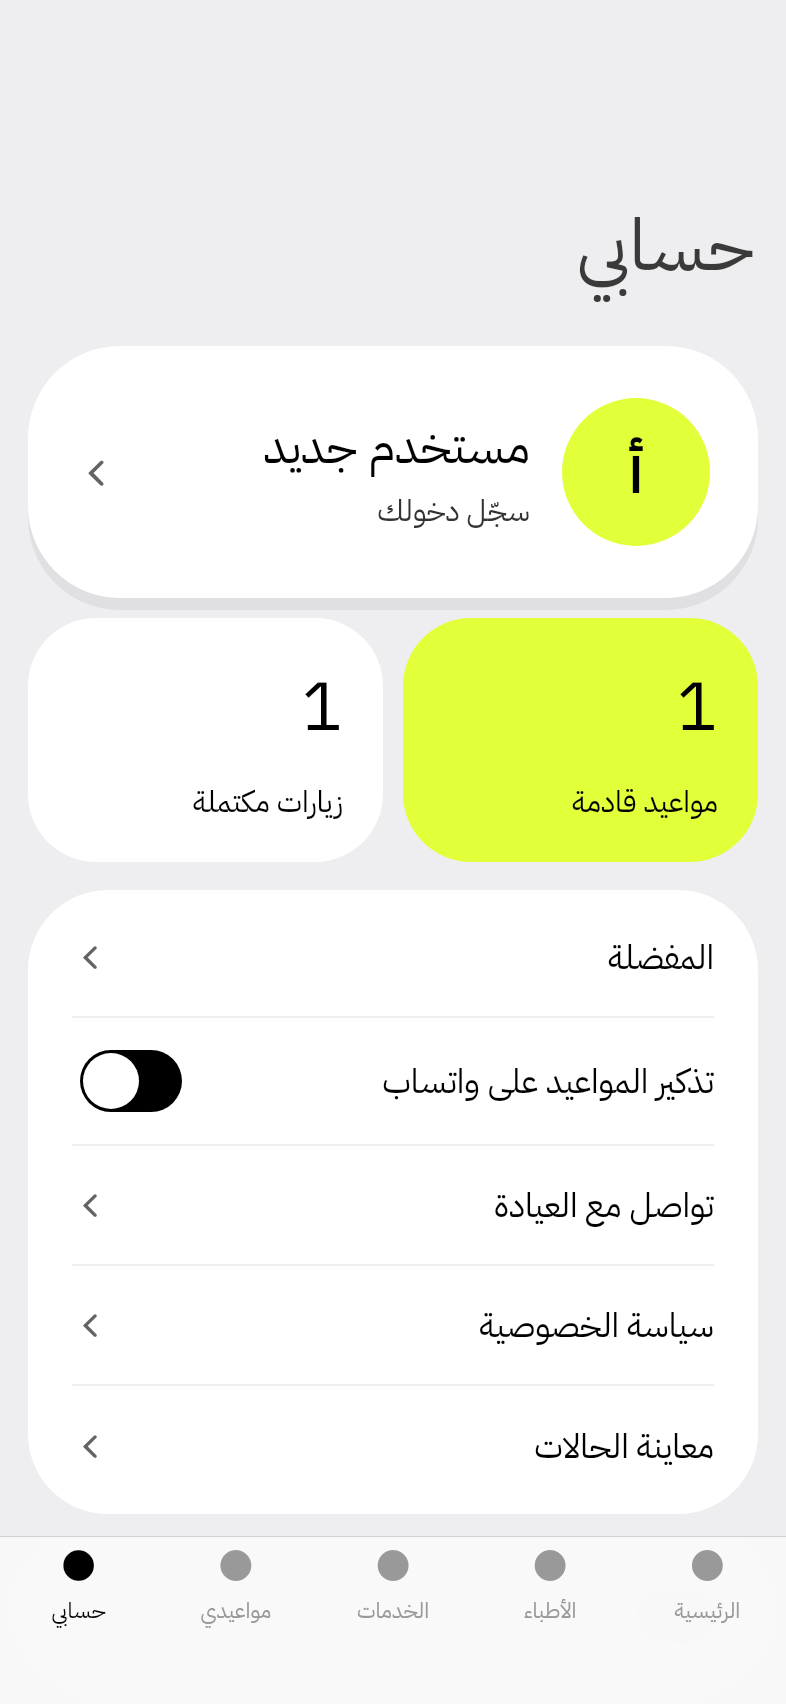 حسابي
أ
مستخدم جديد
سجّل دخولك
1
مواعيد قادمة
1
زيارات مكتملة
المفضلة
تذكير المواعيد على واتساب
تواصل مع العيادة
سياسة الخصوصية
معاينة الحالات
الرئيسية
الأطباء
الخدمات
مواعيدي
حسابي